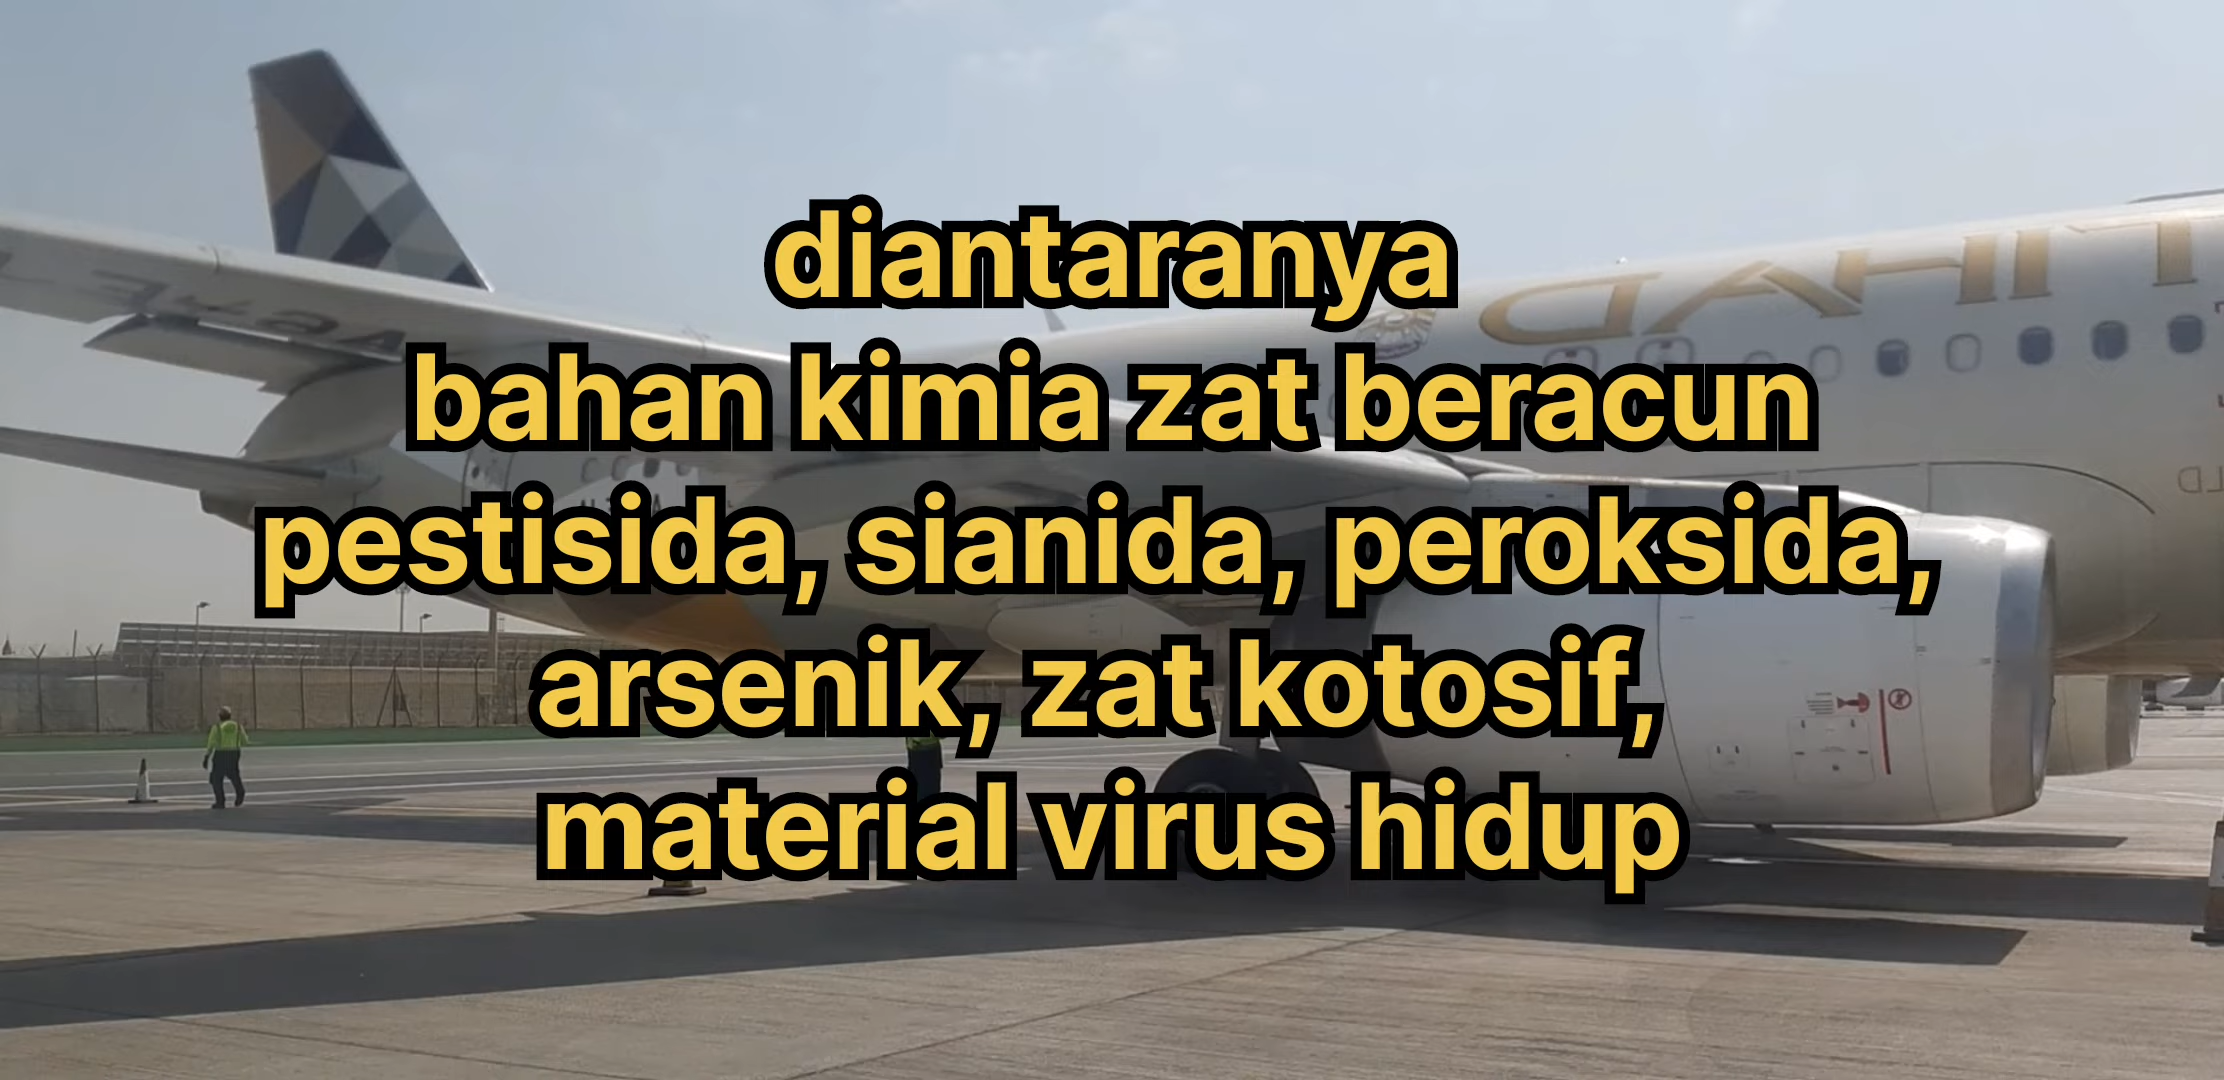 diantaranya
bahan kimia zat beracun
pestisida, sianida, peroksida,
arsenik, zat kotosif,
material virus hidup